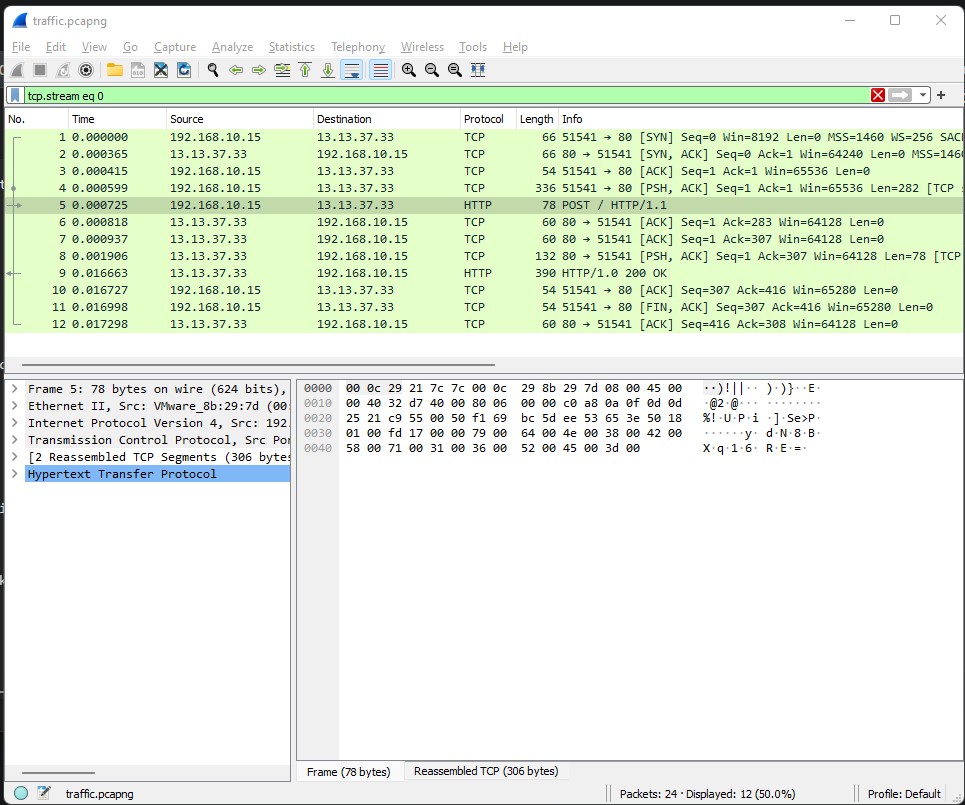 traffic.pcapng
File Edit View Go Capture Analyze Statistics Telephony Wireless Tools Help
tcp.stream eq 0
No. Time Source Destination Protocol Length Info
1 0.000000 192.168.10.15 13.13.37.33 TCP 66 51541 → 80 [SYN] Seq=0 Win=8192 Len=0 MSS=1460 WS=256 SAC
2 0.000365 13.13.37.33 192.168.10.15 TCP 66 80 → 51541 [SYN, ACK] Seq=0 Ack=1 Win=64240 Len=0 MSS=146
3 0.000415 192.168.10.15 13.13.37.33 TCP 54 51541 → 80 [ACK] Seq=1 Ack=1 Win=65536 Len=0
4 0.000599 192.168.10.15 13.13.37.33 TCP 336 51541 → 80 [PSH, ACK] Seq=1 Ack=1 Win=65536 Len=282 [TCP s
5 0.000725 192.168.10.15 13.13.37.33 HTTP 78 POST / HTTP/1.1
6 0.000818 13.13.37.33 192.168.10.15 TCP 60 80 → 51541 [ACK] Seq=1 Ack=283 Win=64128 Len=0
7 0.000937 13.13.37.33 192.168.10.15 TCP 60 80 → 51541 [ACK] Seq=1 Ack=307 Win=64128 Len=0
8 0.001906 13.13.37.33 192.168.10.15 TCP 132 80 → 51541 [PSH, ACK] Seq=1 Ack=307 Win=64128 Len=78 [TCP
9 0.016663 13.13.37.33 192.168.10.15 HTTP 390 HTTP/1.0 200 OK
10 0.016727 192.168.10.15 13.13.37.33 TCP 54 51541 → 80 [ACK] Seq=307 Ack=416 Win=65280 Len=0
11 0.016998 192.168.10.15 13.13.37.33 TCP 54 51541 → 80 [FIN, ACK] Seq=307 Ack=416 Win=65280 Len=0
12 0.017298 13.13.37.33 192.168.10.15 TCP 60 80 → 51541 [ACK] Seq=416 Ack=308 Win=64128 Len=0
Frame 5: 78 bytes on wire (624 bits),
Ethernet II, Src: VMware_8b:29:7d (00:
Internet Protocol Version 4, Src: 192.
Transmission Control Protocol, Src Por
[2 Reassembled TCP Segments (306 bytes
Hypertext Transfer Protocol
0000 00 0c 29 21 7c 7c 00 0c 29 8b 29 7d 08 00 45 00 ··)!||·· )·)}··E·
0010 00 40 32 d7 40 00 80 06 00 00 c0 a8 0a 0f 0d 0d ·@2·@··· ········
0020 25 21 c9 55 00 50 f1 69 bc 5d ee 53 65 3e 50 18 %!·U·P·i ·]·Se>P·
0030 01 00 fd 17 00 00 79 00 64 00 4e 00 38 00 42 00 ······y· d·N·8·B·
0040 58 00 71 00 31 00 36 00 52 00 45 00 3d 00 X·q·1·6· R·E·=·
Frame (78 bytes) Reassembled TCP (306 bytes)
traffic.pcapng Packets: 24 · Displayed: 12 (50.0%) Profile: Default